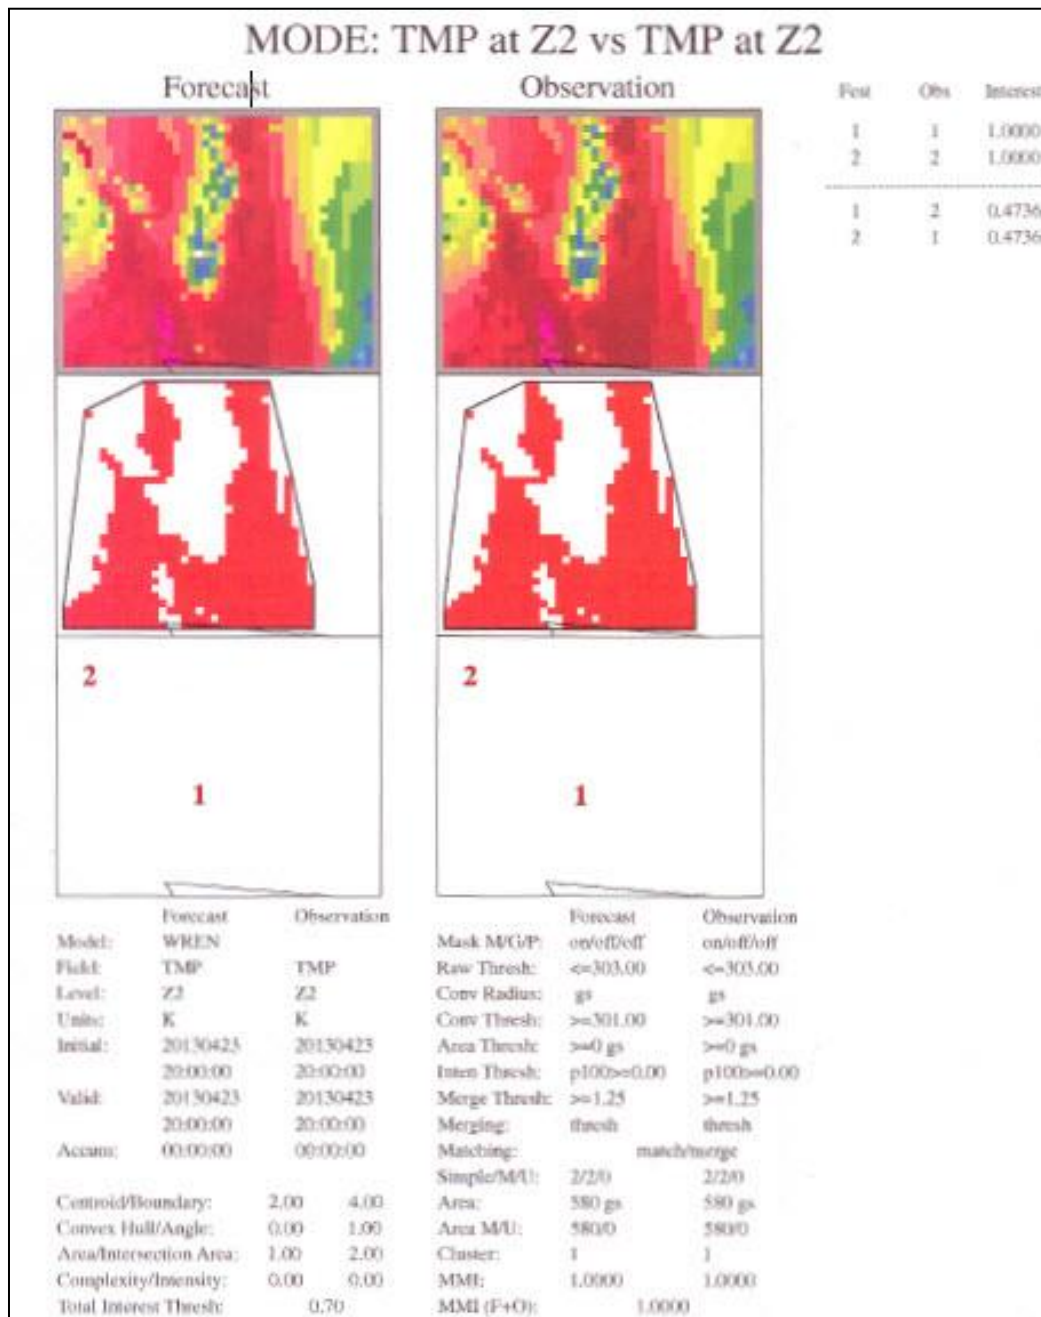 MODE: TMP at Z2 vs TMP at Z2
Forecast Observation
Fcst Obs Interest
1 1 1.0000
2 2 1.0000
1 2 0.4736
2 1 0.4736
2
1
2
1
Forecast Observation
Model: WREN
Field: TMP TMP
Level: Z2 Z2
Units: K K
Initial: 20130423 20130423
20:00:00 20:00:00
Valid: 20130423 20130423
20:00:00 20:00:00
Accum: 00:00:00 00:00:00
Centroid/Boundary: 2.00 4.00
Convex Hull/Angle: 0.00 1.00
Area/Intersection Area: 1.00 2.00
Complexity/Intensity: 0.00 0.00
Total Interest Thresh: 0.70
Forecast Observation
Mask M/G/P: on/off/off on/off/off
Raw Thresh: <=303.00 <=303.00
Conv Radius: gs gs
Conv Thresh: >=301.00 >=301.00
Area Thresh: >=0 gs >=0 gs
Inten Thresh: p100>=0.00 p100>=0.00
Merge Thresh: >=1.25 >=1.25
Merging: thresh thresh
Matching: match/merge
Simple/M/U: 2/2/0 2/2/0
Area: 580 gs 580 gs
Area M/U: 580/0 580/0
Cluster: 1 1
MMI: 1.0000 1.0000
MMI (F+O): 1.0000